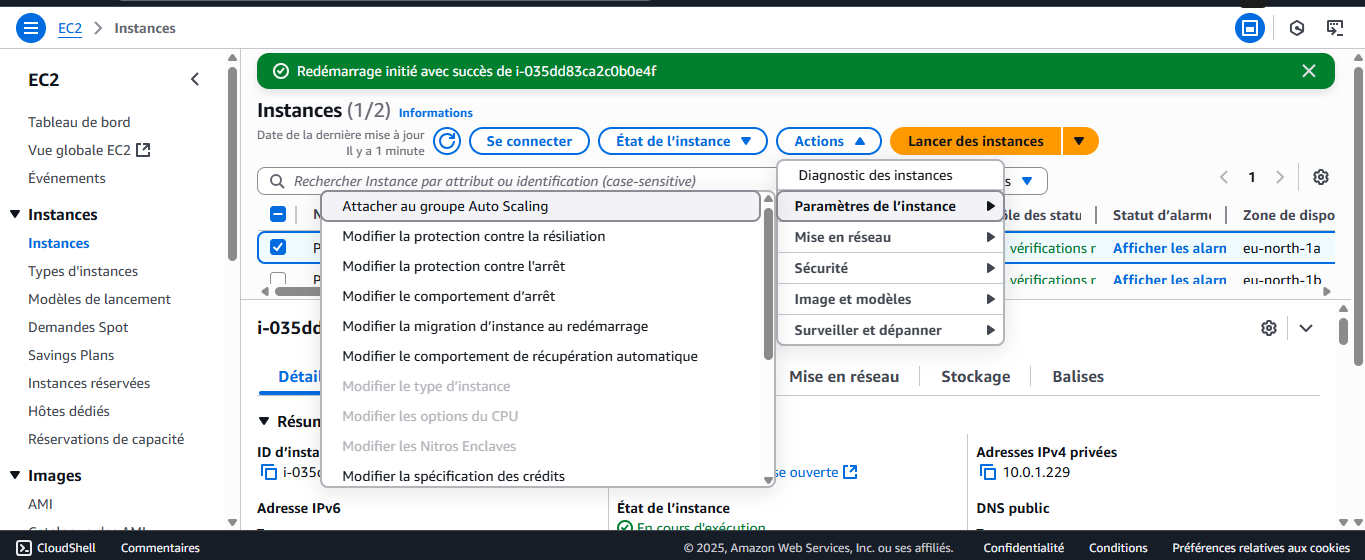 EC2 > Instances
Redémarrage initié avec succès de i-035dd83ca2c0b0e4f
EC2
Tableau de bord
Vue globale EC2
Événements
Instances
Instances
Types d'instances
Modèles de lancement
Demandes Spot
Savings Plans
Instances réservées
Hôtes dédiés
Réservations de capacité
Images
AMI
Instances (1/2) Informations
Date de la dernière mise à jour
Il y a 1 minute
Se connecter
État de l'instance
Actions
Lancer des instances
Rechercher Instance par attribut ou identification (case-sensitive)
1
Diagnostic des instances
Paramètres de l'instance
Mise en réseau
Sécurité
Image et modèles
Surveiller et dépanner
Attacher au groupe Auto Scaling
Modifier la protection contre la résiliation
Modifier la protection contre l'arrêt
Modifier le comportement d'arrêt
Modifier la migration d'instance au redémarrage
Modifier le comportement de récupération automatique
Modifier le type d'instance
Modifier les options du CPU
Modifier les Nitros Enclaves
Modifier la spécification des crédits
des statu Statut d'alarme Zone de dispo
vérifications r Afficher les alarn eu-north-1a
vérifications r Afficher les alarn eu-north-1b
i-035dd
Détail
Mise en réseau
Stockage
Balises
Résun
ID d'insta
i-035d
se ouverte
Adresses IPv4 privées
10.0.1.229
Adresse IPv6
État de l'instance
En cours d'exécution
DNS public
CloudShell Commentaires © 2025, Amazon Web Services, Inc. ou ses affiliés. Confidentialité Conditions Préférences relatives aux cookies